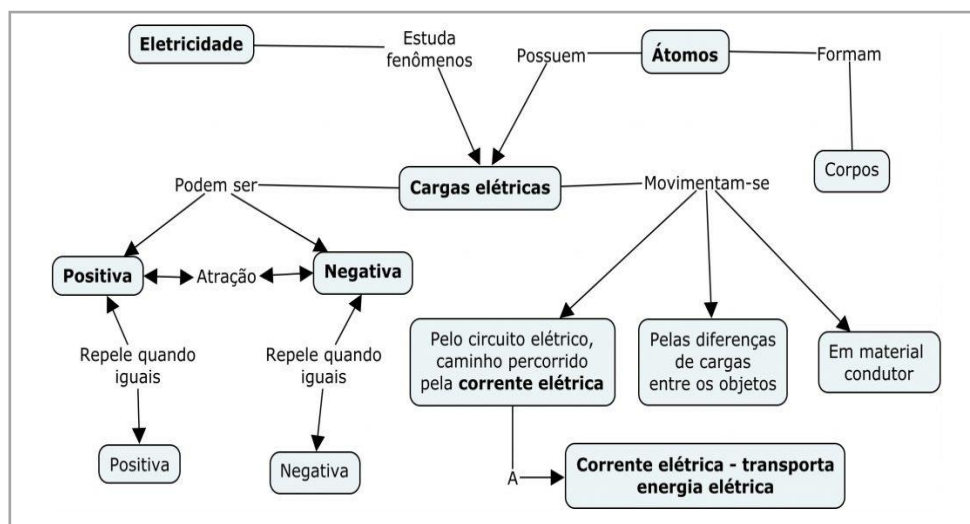 Eletricidade
Estuda
fenômenos
Possuem
Átomos
Formam
Corpos
Podem ser
Cargas elétricas
Movimentam-se
Positiva
Atração
Negativa
Repele quando
iguais
Repele quando
iguais
Positiva
Negativa
Pelo circuito elétrico,
caminho percorrido
pela corrente elétrica
Pelas diferenças
de cargas
entre os objetos
Em material
condutor
A
Corrente elétrica - transporta
energia elétrica